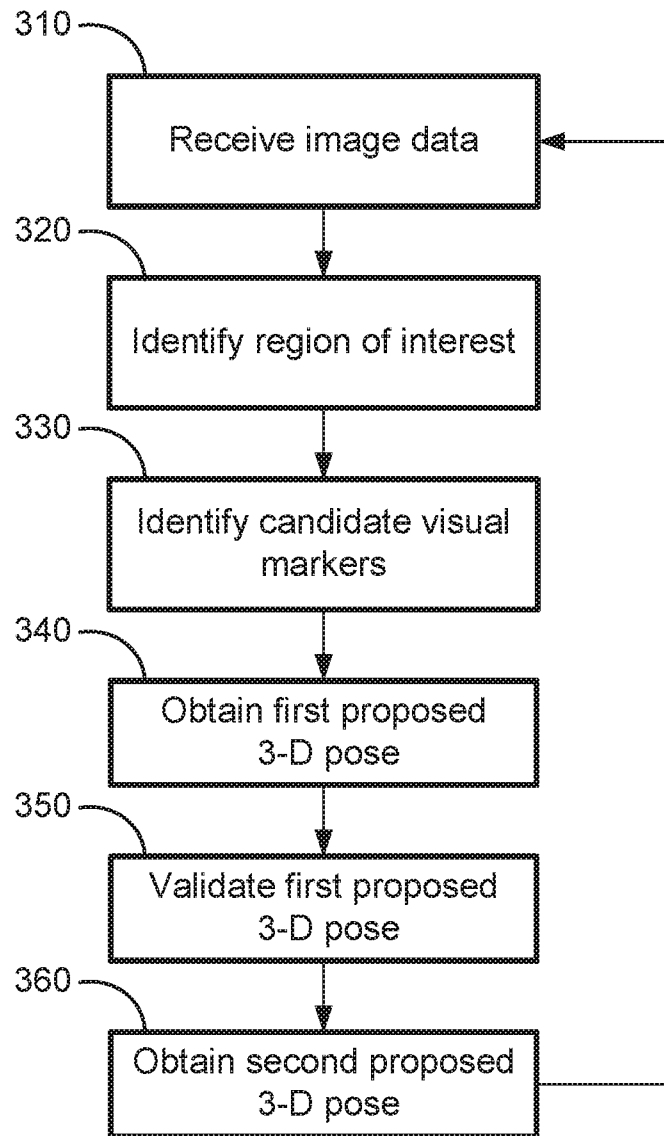 310
Receive image data
320
Identify region of interest
330
Identify candidate visual
markers
340
Obtain first proposed
3-D pose
350
Validate first proposed
3-D pose
360
Obtain second proposed
3-D pose